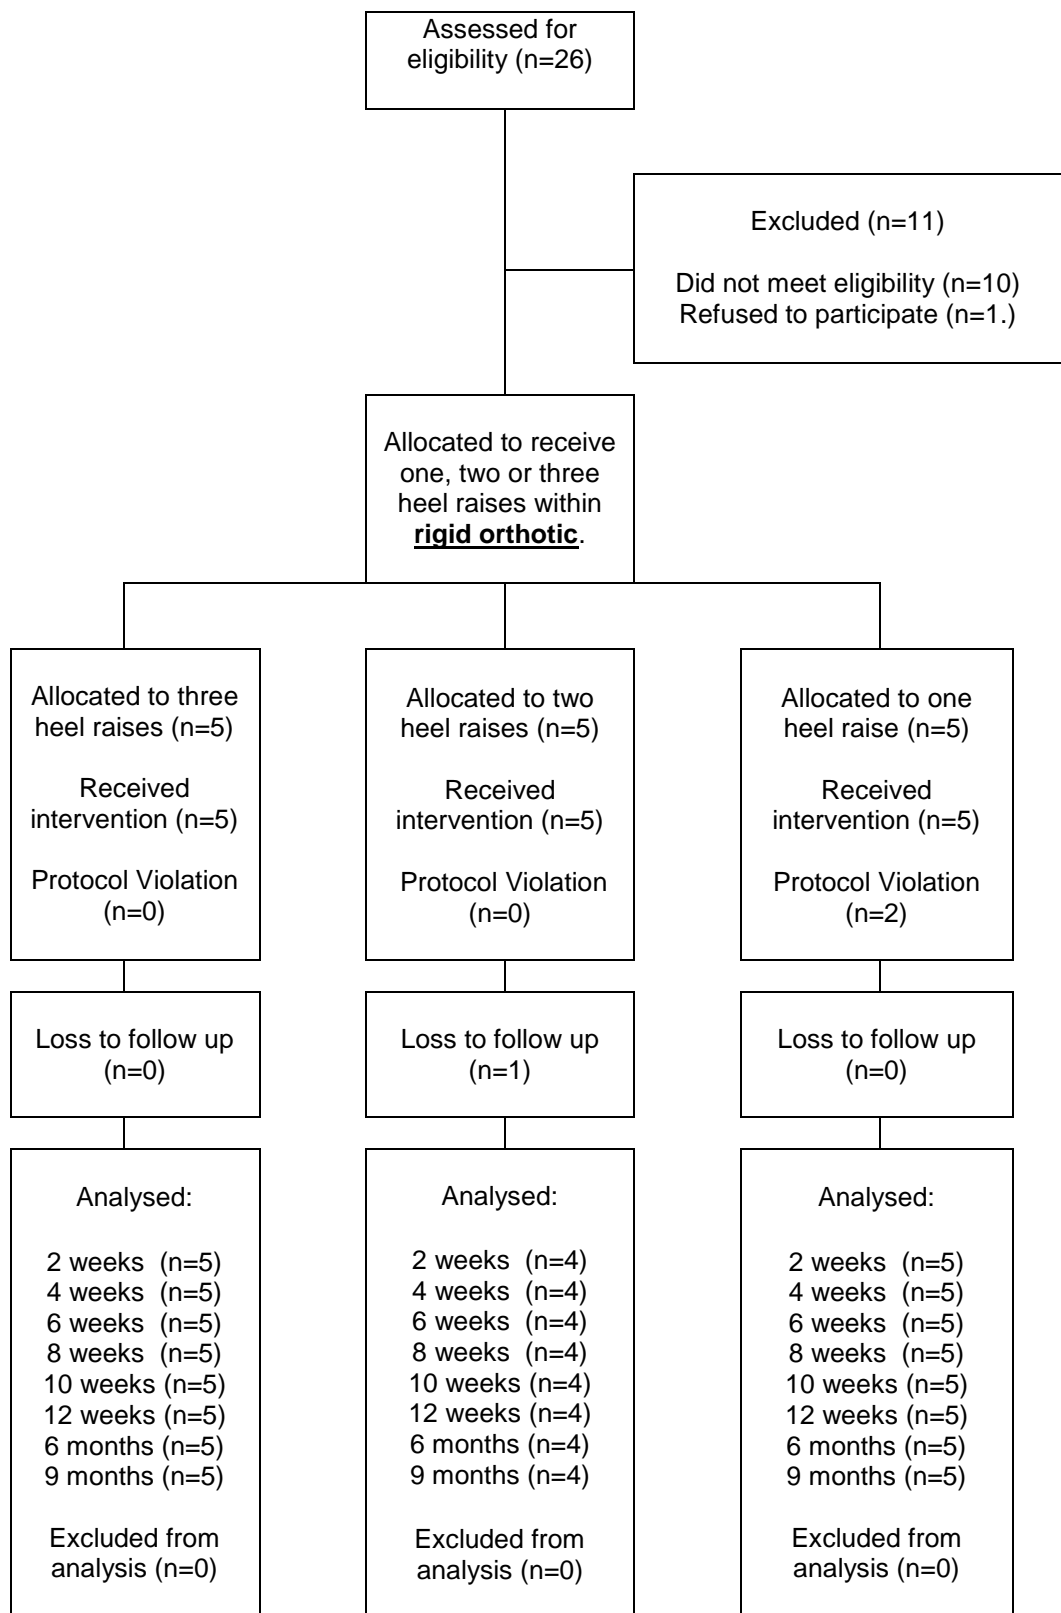 Assessed for
eligibility (n=26)
Excluded (n=11)
Did not meet eligibility (n=10)
Refused to participate (n=1.)
Allocated to receive
one, two or three
heel raises within
rigid orthotic.
Allocated to three
heel raises (n=5)
Received
intervention (n=5)
Protocol Violation
(n=0)
Allocated to two
heel raises (n=5)
Received
intervention (n=5)
Protocol Violation
(n=0)
Allocated to one
heel raise (n=5)
Received
intervention (n=5)
Protocol Violation
(n=2)
Loss to follow up
(n=0)
Loss to follow up
(n=1)
Loss to follow up
(n=0)
Analysed:
2 weeks (n=5)
4 weeks (n=5)
6 weeks (n=5)
8 weeks (n=5)
10 weeks (n=5)
12 weeks (n=5)
6 months (n=5)
9 months (n=5)
Excluded from
analysis (n=0)
Analysed:
2 weeks (n=4)
4 weeks (n=4)
6 weeks (n=4)
8 weeks (n=4)
10 weeks (n=4)
12 weeks (n=4)
6 months (n=4)
9 months (n=4)
Excluded from
analysis (n=0)
Analysed:
2 weeks (n=5)
4 weeks (n=5)
6 weeks (n=5)
8 weeks (n=5)
10 weeks (n=5)
12 weeks (n=5)
6 months (n=5)
9 months (n=5)
Excluded from
analysis (n=0)